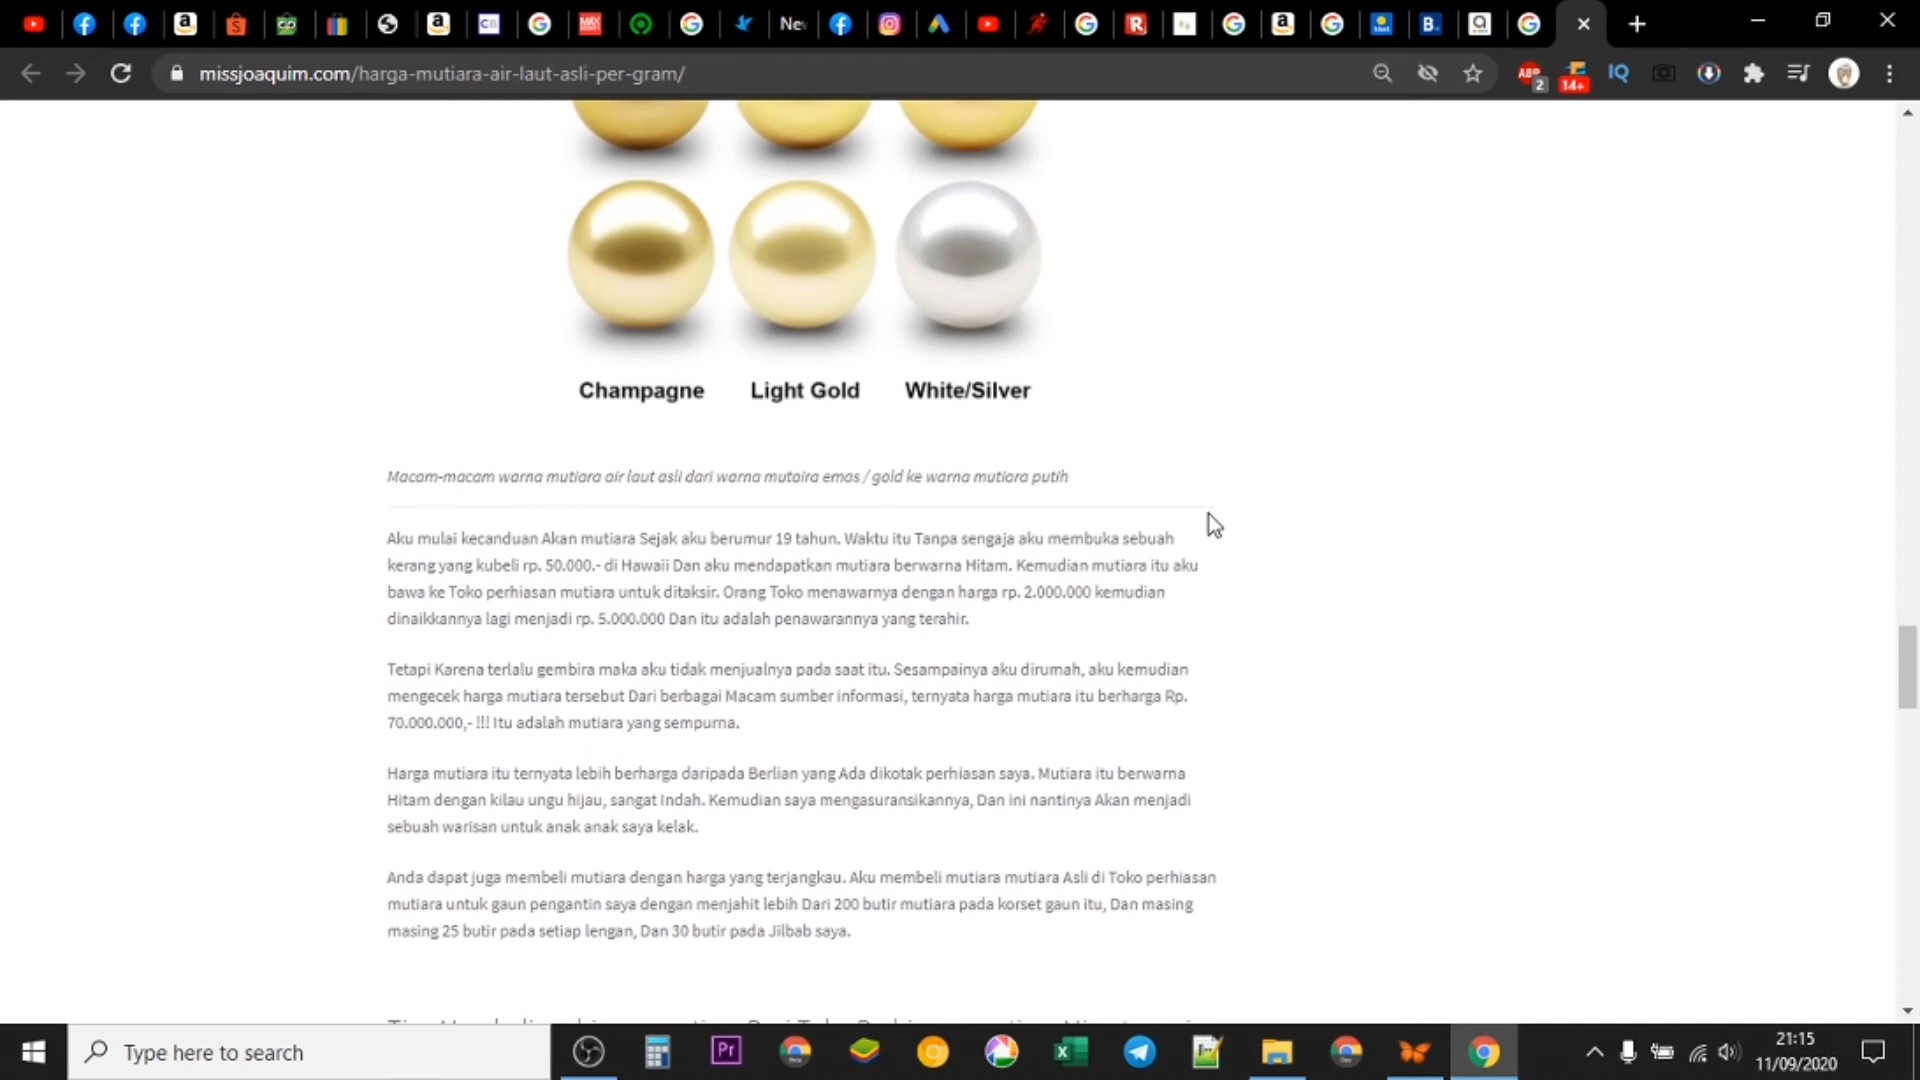 Ne
missjoaquim.com/harga-mutiara-air-laut-asli-per-gram/
ABP
2
14+
IQ
Champagne Light Gold White/Silver
Macam-macam warna mutiara air laut asli dari warna mutaira emas / gold ke warna mutiara putih
Aku mulai kecanduan Akan mutiara Sejak aku berumur 19 tahun. Waktu itu Tanpa sengaja aku membuka sebuah
kerang yang kubeli rp. 50.000.- di Hawaii Dan aku mendapatkan mutiara berwarna Hitam. Kemudian mutiara itu aku
bawa ke Toko perhiasan mutiara untuk ditaksir. Orang Toko menawarnya dengan harga rp. 2.000.000 kemudian
dinaikkannya lagi menjadi rp. 5.000.000 Dan itu adalah penawarannya yang terahir.
Tetapi Karena terlalu gembira maka aku tidak menjualnya pada saat itu. Sesampainya aku dirumah, aku kemudian
mengecek harga mutiara tersebut Dari berbagai Macam sumber informasi, ternyata harga mutiara itu berharga Rp.
70.000.000,- !!! Itu adalah mutiara yang sempurna.
Harga mutiara itu ternyata lebih berharga daripada Berlian yang Ada dikotak perhiasan saya. Mutiara itu berwarna
Hitam dengan kilau ungu hijau, sangat Indah. Kemudian saya mengasuransikannya, Dan ini nantinya Akan menjadi
sebuah warisan untuk anak anak saya kelak.
Anda dapat juga membeli mutiara dengan harga yang terjangkau. Aku membeli mutiara mutiara Asli di Toko perhiasan
mutiara untuk gaun pengantin saya dengan menjahit lebih Dari 200 butir mutiara pada korset gaun itu, Dan masing
masing 25 butir pada setiap lengan, Dan 30 butir pada Jilbab saya.
Type here to search
Pr
21:15
11/09/2020